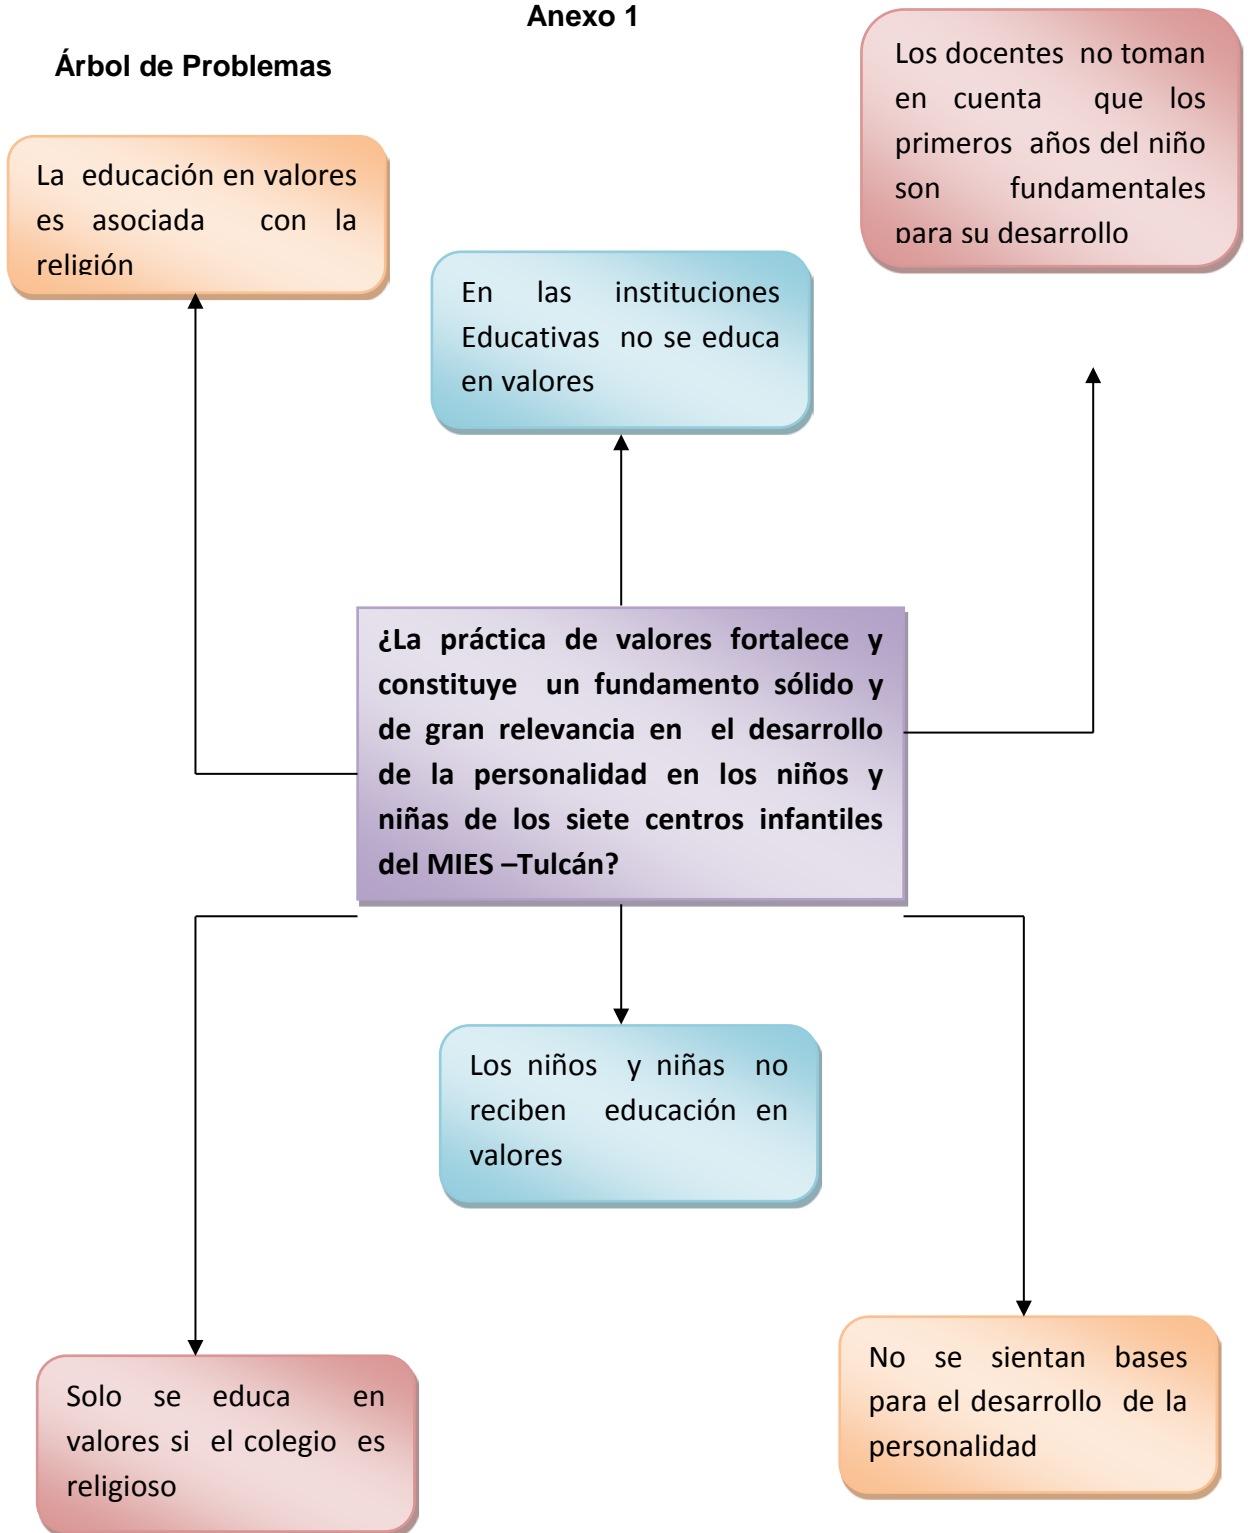 Anexo 1
Árbol de Problemas
Los docentes no toman
en cuenta que los
primeros años del niño
son fundamentales
para su desarrollo
La educación en valores
es asociada con la
religión
En las instituciones
Educativas no se educa
en valores
¿La práctica de valores fortalece y
constituye un fundamento sólido y
de gran relevancia en el desarrollo
de la personalidad en los niños y
niñas de los siete centros infantiles
del MIES –Tulcán?
Los niños y niñas no
reciben educación en
valores
No se sientan bases
para el desarrollo de la
personalidad
Solo se educa en
valores si el colegio es
religioso